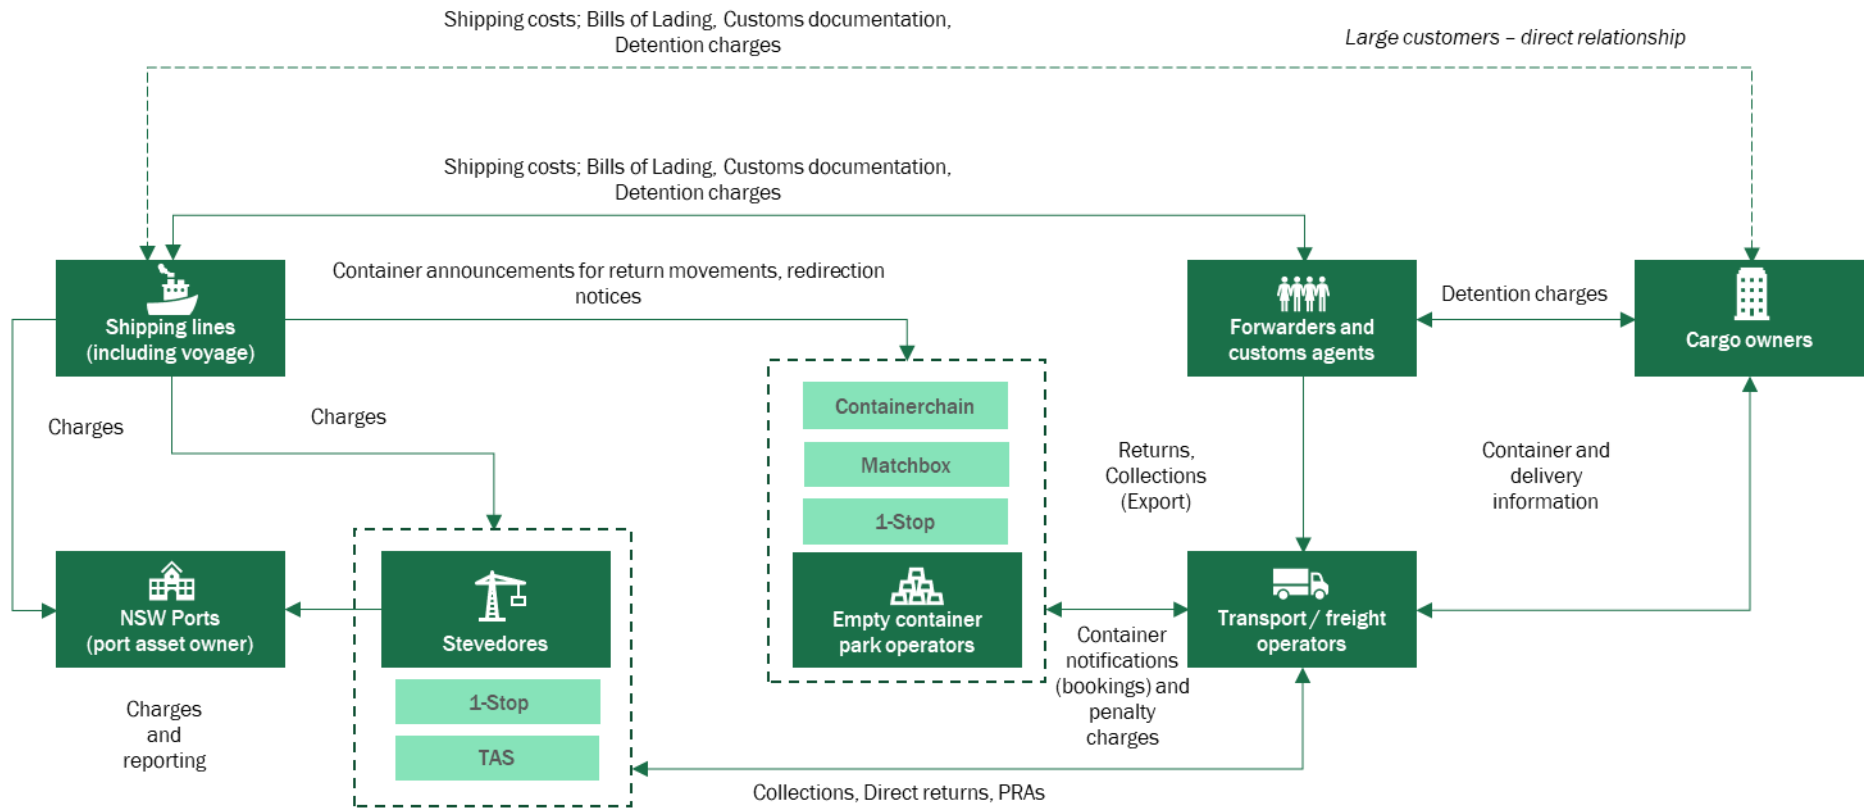 Shipping costs; Bills of Lading, Customs documentation,
Detention charges
Large customers – direct relationship
Shipping costs; Bills of Lading, Customs documentation,
Detention charges
Container announcements for return movements, redirection
notices
Shipping lines
(including voyage)
Forwarders and
customs agents
Detention charges
Cargo owners
Charges
Charges
Containerchain
Matchbox
1-Stop
Empty container
park operators
Returns,
Collections
(Export)
Container and
delivery
information
NSW Ports
(port asset owner)
Stevedores
1-Stop
TAS
Transport / freight
operators
Container
notifications
(bookings) and
penalty
charges
Charges
and
reporting
Collections, Direct returns, PRAs